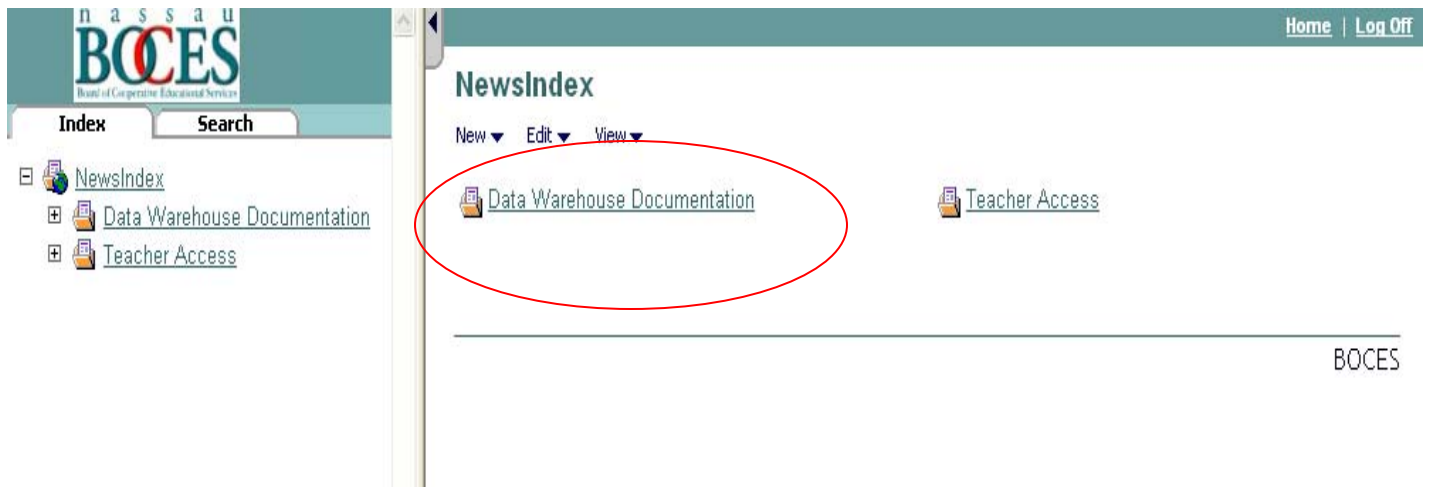 nassau
BOCES
Board of Cooperative Educational Services
Index Search
NewsIndex
Data Warehouse Documentation
Teacher Access
Home | Log Off
NewsIndex
New Edit View
Data Warehouse Documentation Teacher Access
BOCES